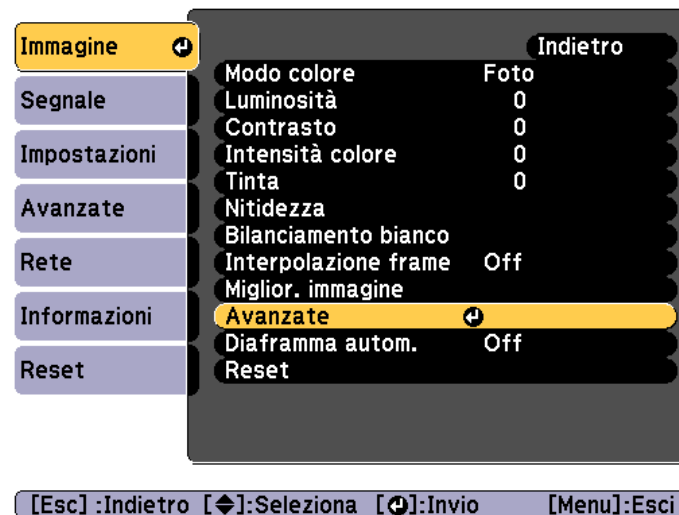 Immagine
Segnale
Impostazioni
Avanzate
Rete
Informazioni
Reset
Indietro
Modo colore Foto
Luminosità 0
Contrasto 0
Intensità colore 0
Tinta 0
Nitidezza
Bilanciamento bianco
Interpolazione frame Off
Miglior. immagine
Avanzate
Diaframma autom. Off
Reset
[Esc] :Indietro [◆]:Seleziona [⏎]:Invio [Menu]:Esci